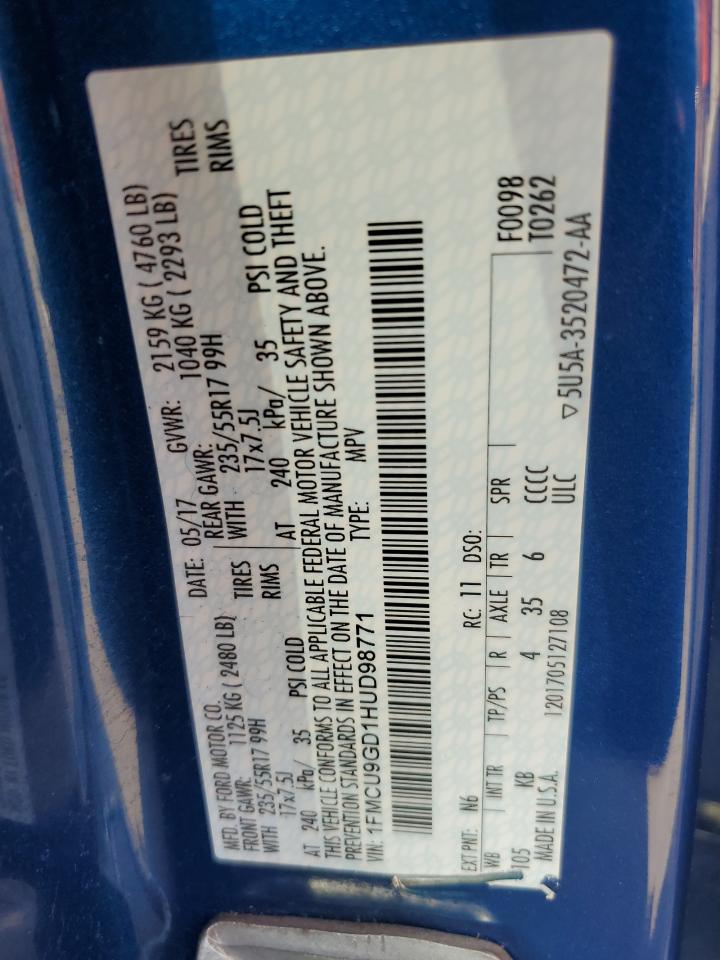 MFD. BY FORD MOTOR CO.
DATE: 05/17 GVWR: 2159 KG ( 4760 LB)
FRONT GAWR: 1125 KG ( 2480 LB)
REAR GAWR: 1040 KG ( 2293 LB)
WITH 235/55R17 99H TIRES
WITH 235/55R17 99H TIRES
17x7.5J RIMS
17x7.5J RIMS
AT 240 kPa/ 35 PSI COLD
AT 240 kPa/ 35 PSI COLD
THIS VEHICLE CONFORMS TO ALL APPLICABLE FEDERAL MOTOR VEHICLE SAFETY AND THEFT
PREVENTION STANDARDS IN EFFECT ON THE DATE OF MANUFACTURE SHOWN ABOVE.
VIN: 1FMCU9GD1HUD98771
TYPE: MPV
EXT PNT: N6 RC: 11 DSO:
F0098
WB INT TR TP/PS R AXLE TR SPR
T0262
105 KB 4 35 6 CCCC
MADE IN U.S.A. 1201705127108 ULC
▽5U5A-3520472-AA